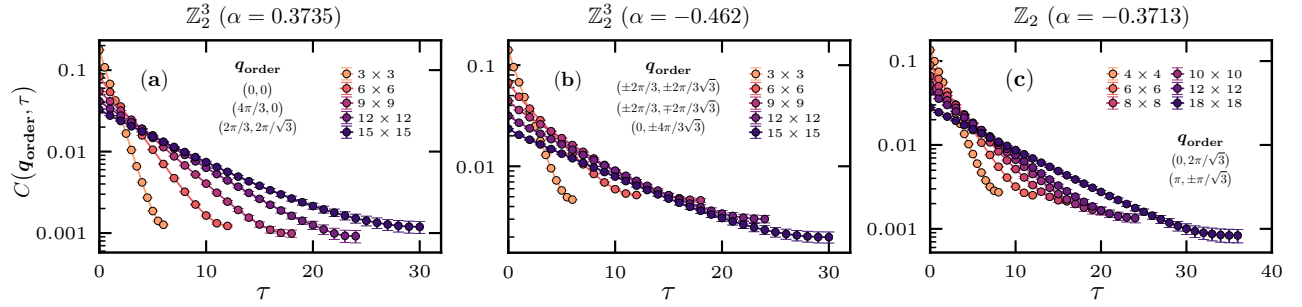 ℤ₂³ (α = 0.3735)
ℤ₂³ (α = −0.462)
ℤ₂ (α = −0.3713)
C(q_order, τ)
0.1
0.01
0.001
(a)
q_order
(0, 0)
(4π/3, 0)
(2π/3, 2π/√3)
3 × 3
6 × 6
9 × 9
12 × 12
15 × 15
0
10
20
30
τ
0.1
0.01
(b)
q_order
(±2π/3, ±2π/3√3)
(±2π/3, ∓2π/3√3)
(0, ±4π/3√3)
3 × 3
6 × 6
9 × 9
12 × 12
15 × 15
0
10
20
30
τ
0.1
0.01
0.001
(c)
4 × 4
6 × 6
8 × 8
10 × 10
12 × 12
18 × 18
q_order
(0, 2π/√3)
(π, ±π/√3)
0
10
20
30
40
τ